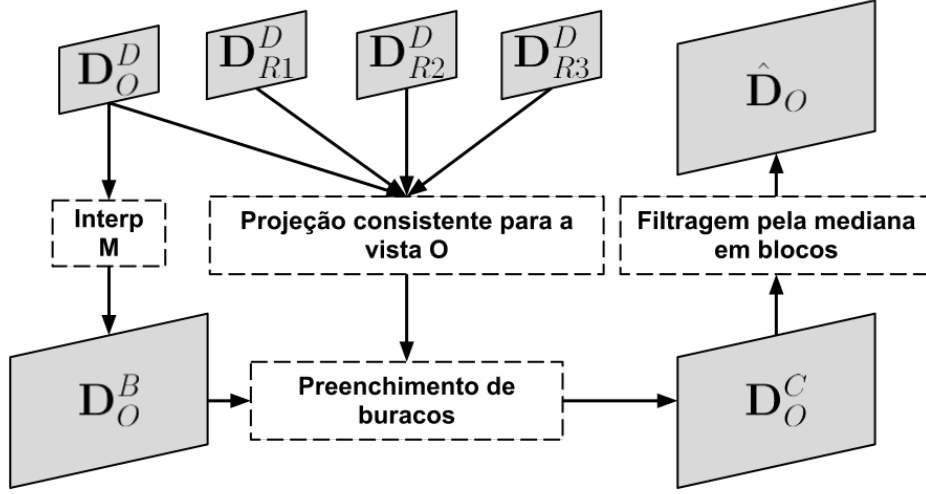 D_O^D
D_{R1}^D
D_{R2}^D
D_{R3}^D
D̂_O
Interp
M
Projeção consistente para a
vista O
Filtragem pela mediana
em blocos
D_O^B
Preenchimento de
buracos
D_O^C